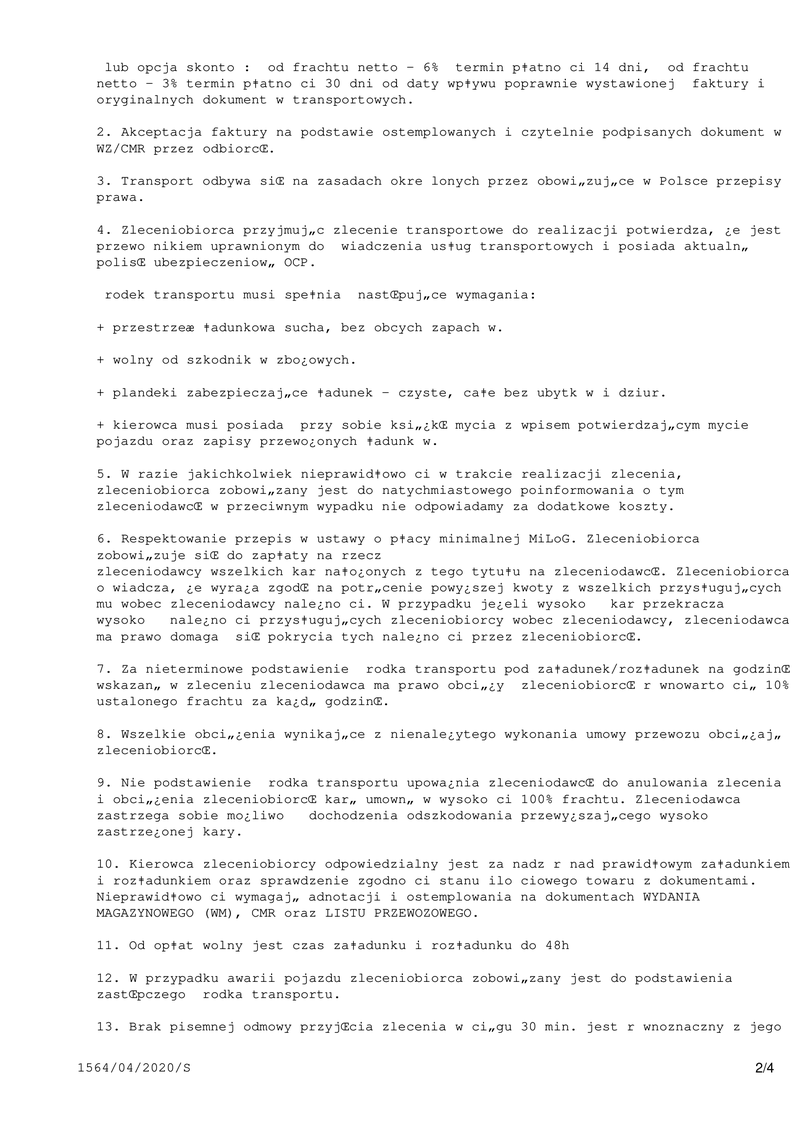 lub opcja skonto :  od frachtu netto - 6%  termin p‡atno ci 14 dni,  od frachtu
netto - 3% termin p‡atno ci 30 dni od daty wp‡ywu poprawnie wystawionej  faktury i
oryginalnych dokument w transportowych.
2. Akceptacja faktury na podstawie ostemplowanych i czytelnie podpisanych dokument w
WZ/CMR przez odbiorcŒ.
3. Transport odbywa siŒ na zasadach okre lonych przez obowi„zuj„ce w Polsce przepisy
prawa.
4. Zleceniobiorca przyjmuj„c zlecenie transportowe do realizacji potwierdza, ¿e jest
przewo nikiem uprawnionym do  wiadczenia us‡ug transportowych i posiada aktualn„
polisŒ ubezpieczeniow„ OCP.
rodek transportu musi spe‡nia  nastŒpuj„ce wymagania:
+ przestrzeæ ‡adunkowa sucha, bez obcych zapach w.
+ wolny od szkodnik w zbo¿owych.
+ plandeki zabezpieczaj„ce ‡adunek - czyste, ca‡e bez ubytk w i dziur.
+ kierowca musi posiada  przy sobie ksi„¿kŒ mycia z wpisem potwierdzaj„cym mycie
pojazdu oraz zapisy przewo¿onych ‡adunk w.
5. W razie jakichkolwiek nieprawid‡owo ci w trakcie realizacji zlecenia,
zleceniobiorca zobowi„zany jest do natychmiastowego poinformowania o tym
zleceniodawcŒ w przeciwnym wypadku nie odpowiadamy za dodatkowe koszty.
6. Respektowanie przepis w ustawy o p‡acy minimalnej MiLoG. Zleceniobiorca
zobowi„zuje siŒ do zap‡aty na rzecz
zleceniodawcy wszelkich kar na‡o¿onych z tego tytu‡u na zleceniodawcŒ. Zleceniobiorca
o wiadcza, ¿e wyra¿a zgodŒ na potr„cenie powy¿szej kwoty z wszelkich przys‡uguj„cych
mu wobec zleceniodawcy nale¿no ci. W przypadku je¿eli wysoko   kar przekracza
wysoko   nale¿no ci przys‡uguj„cych zleceniobiorcy wobec zleceniodawcy, zleceniodawca
ma prawo domaga  siŒ pokrycia tych nale¿no ci przez zleceniobiorcŒ.
7. Za nieterminowe podstawienie  rodka transportu pod za‡adunek/roz‡adunek na godzinŒ
wskazan„ w zleceniu zleceniodawca ma prawo obci„¿y  zleceniobiorcŒ r wnowarto ci„ 10%
ustalonego frachtu za ka¿d„ godzinŒ.
8. Wszelkie obci„¿enia wynikaj„ce z nienale¿ytego wykonania umowy przewozu obci„¿aj„
zleceniobiorcŒ.
9. Nie podstawienie  rodka transportu upowa¿nia zleceniodawcŒ do anulowania zlecenia
i obci„¿enia zleceniobiorcŒ kar„ umown„ w wysoko ci 100% frachtu. Zleceniodawca
zastrzega sobie mo¿liwo   dochodzenia odszkodowania przewy¿szaj„cego wysoko
zastrze¿onej kary.
10. Kierowca zleceniobiorcy odpowiedzialny jest za nadz r nad prawid‡owym za‡adunkiem
i roz‡adunkiem oraz sprawdzenie zgodno ci stanu ilo ciowego towaru z dokumentami.
Nieprawid‡owo ci wymagaj„ adnotacji i ostemplowania na dokumentach WYDANIA
MAGAZYNOWEGO (WM), CMR oraz LISTU PRZEWOZOWEGO.
11. Od op‡at wolny jest czas za‡adunku i roz‡adunku do 48h
12. W przypadku awarii pojazdu zleceniobiorca zobowi„zany jest do podstawienia
zastŒpczego  rodka transportu.
13. Brak pisemnej odmowy przyjŒcia zlecenia w ci„gu 30 min. jest r wnoznaczny z jego
1564/04/2020/S
2/4